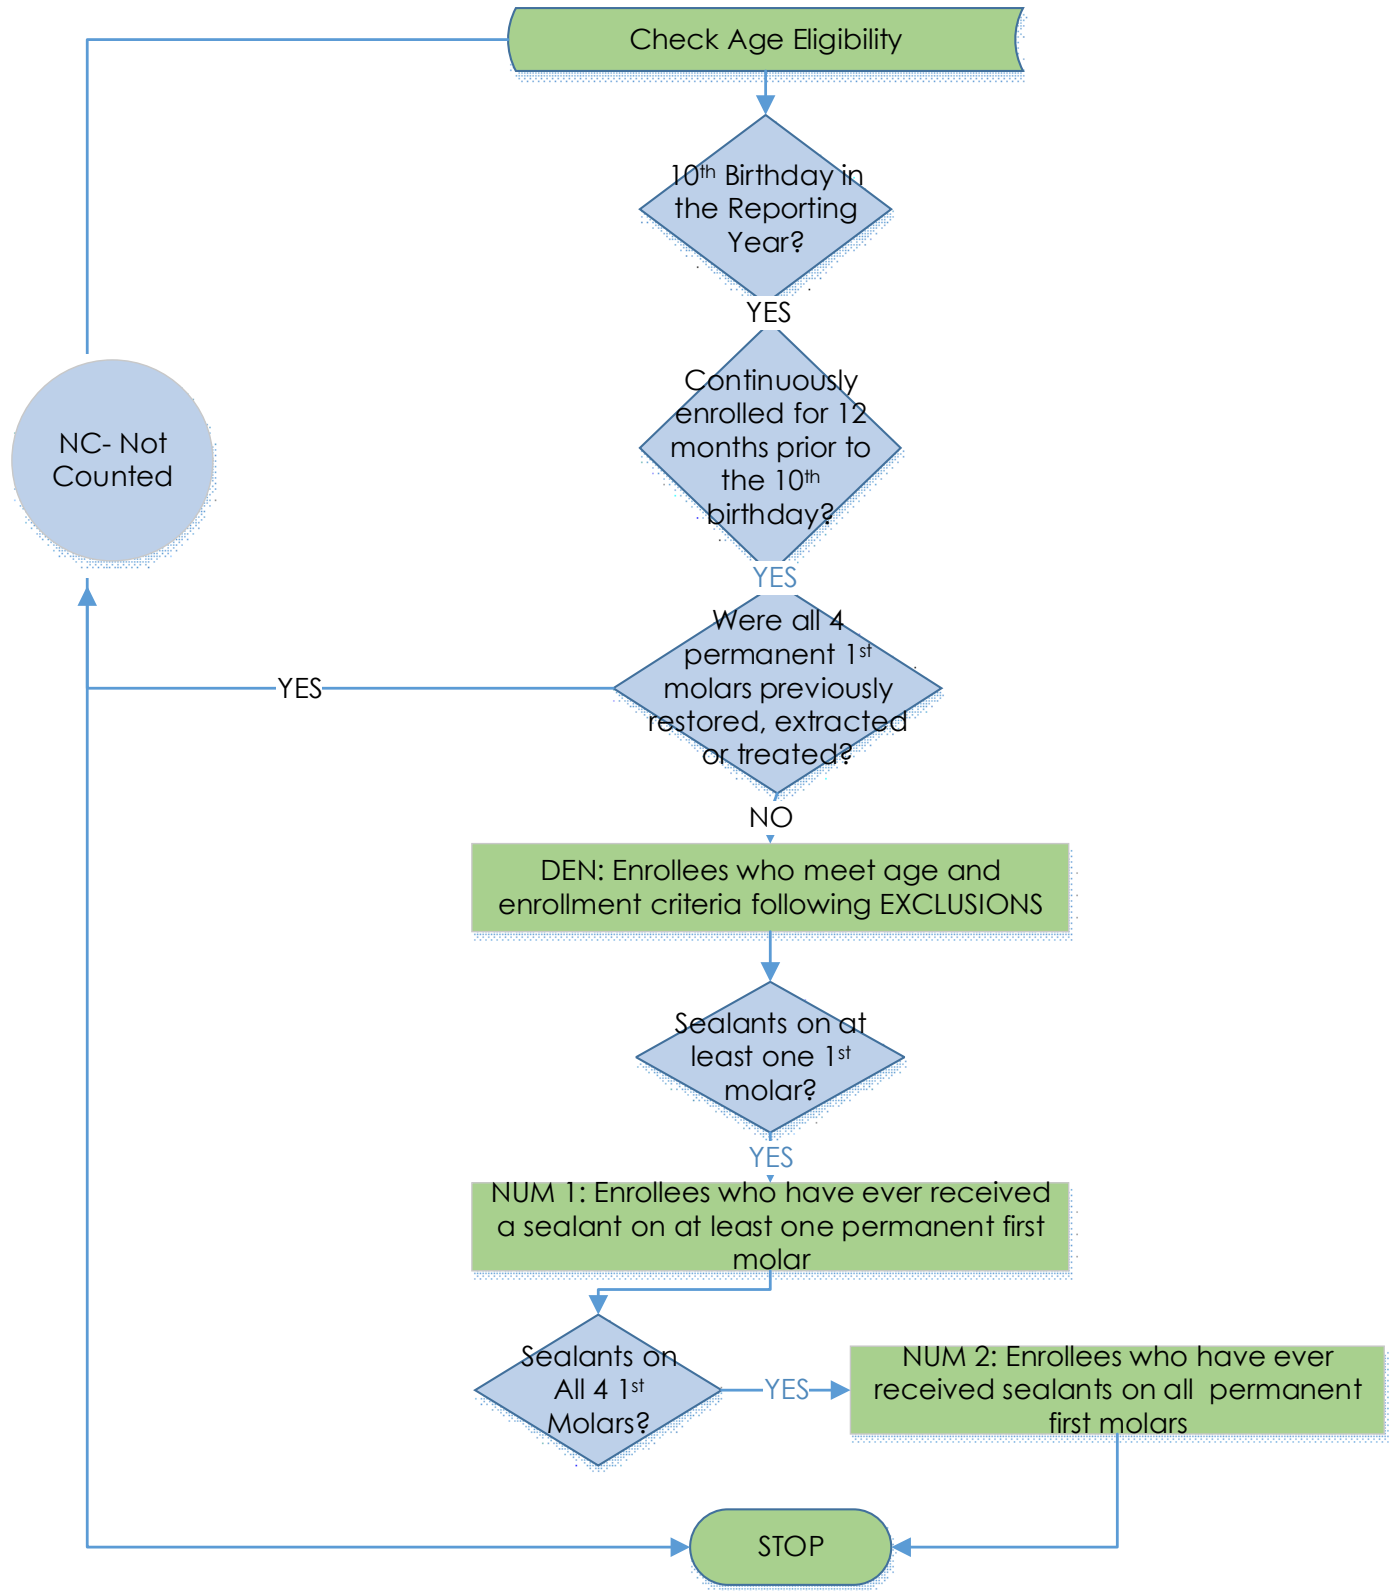 Check Age Eligibility
10th Birthday in
the Reporting
Year?
YES
Continuously
enrolled for 12
months prior to
the 10th
birthday?
NC- Not
Counted
YES
Were all 4
permanent 1st
molars previously
restored, extracted
or treated?
YES
NO
DEN: Enrollees who meet age and
enrollment criteria following EXCLUSIONS
Sealants on at
least one 1st
molar?
YES
NUM 1: Enrollees who have ever received
a sealant on at least one permanent first
molar
Sealants on
All 4 1st
Molars?
YES
NUM 2: Enrollees who have ever
received sealants on all permanent
first molars
STOP